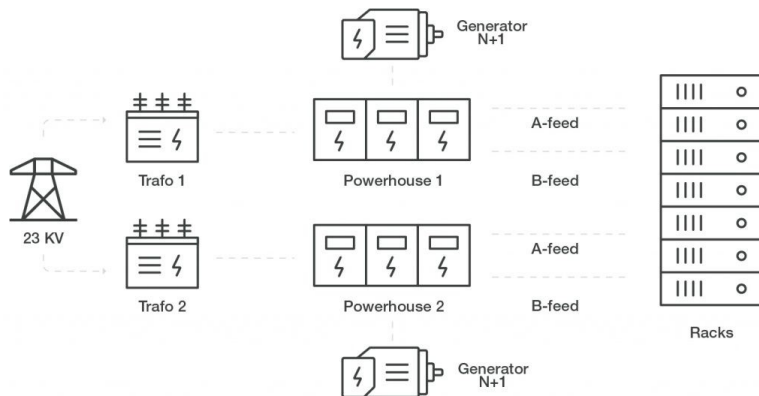 Generator
N+1
A-feed
Trafo 1
Powerhouse 1
B-feed
23 KV
A-feed
Trafo 2
Powerhouse 2
B-feed
Racks
Generator
N+1